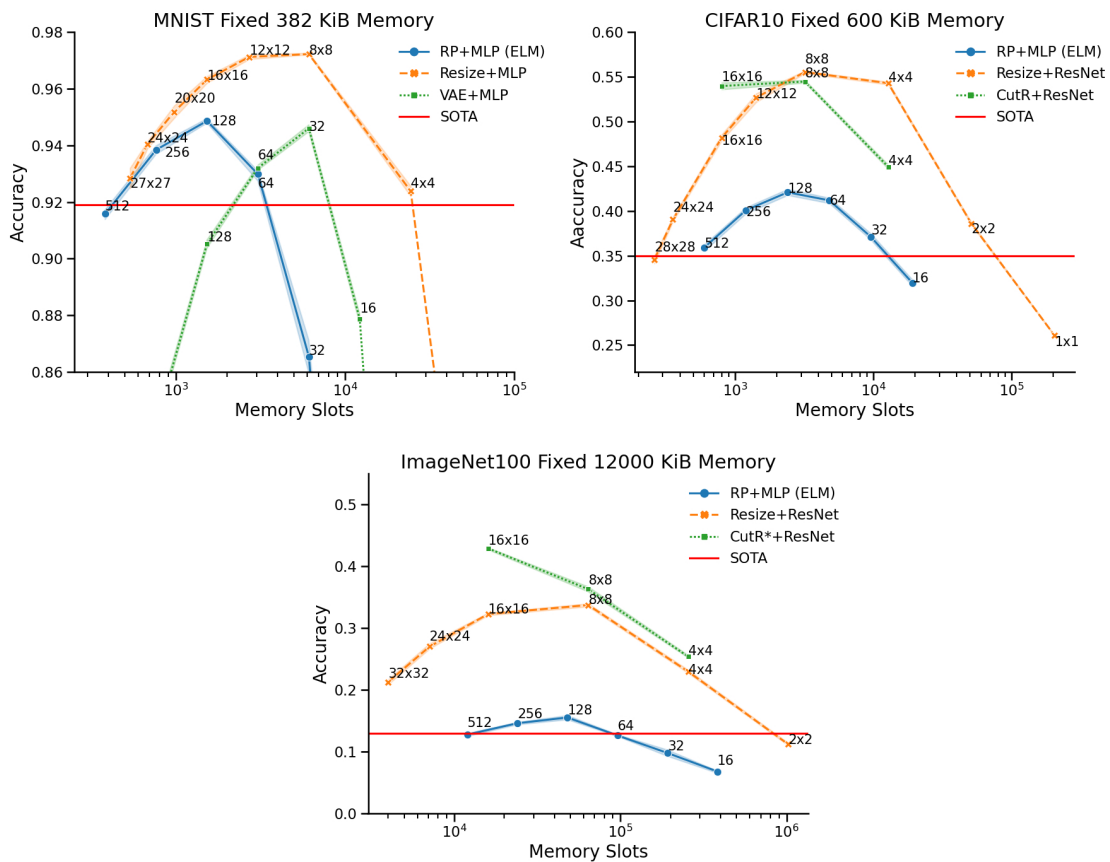 MNIST Fixed 382 KiB Memory
0.98
0.96
0.94
0.92
0.90
0.88
0.86
Accuracy
10³
10⁴
10⁵
Memory Slots
RP+MLP (ELM)
Resize+MLP
VAE+MLP
SOTA
12x12
8x8
16x16
20x20
128
24x24
256
32
64
27x27
64
4x4
512
128
16
32
CIFAR10 Fixed 600 KiB Memory
0.60
0.55
0.50
0.45
0.40
0.35
0.30
0.25
Aaccuracy
10³
10⁴
10⁵
Memory Slots
RP+MLP (ELM)
Resize+ResNet
CutR+ResNet
SOTA
8x8
16x16
8x8
4x4
12x12
16x16
4x4
128
24x24
256
64
2x2
32
28x28
512
16
1x1
ImageNet100 Fixed 12000 KiB Memory
0.5
0.4
0.3
0.2
0.1
0.0
Accuracy
10⁴
10⁵
10⁶
Memory Slots
RP+MLP (ELM)
Resize+ResNet
CutR*+ResNet
SOTA
16x16
8x8
8x8
16x16
24x24
4x4
4x4
32x32
512
256
128
64
32
2x2
16